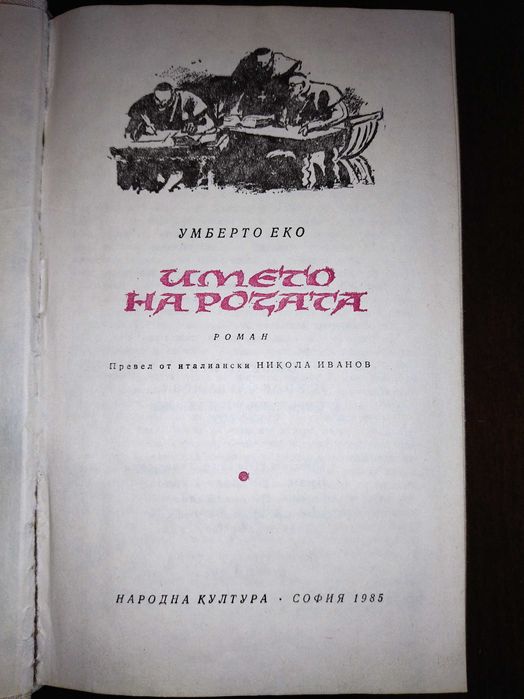 УМБЕРТО ЕКО
ИМЕТО
НА РОЗАТА
РОМАН
Превел от италиански НИКОЛА ИВАНОВ
НАРОДНА КУЛТУРА • СОФИЯ 1985